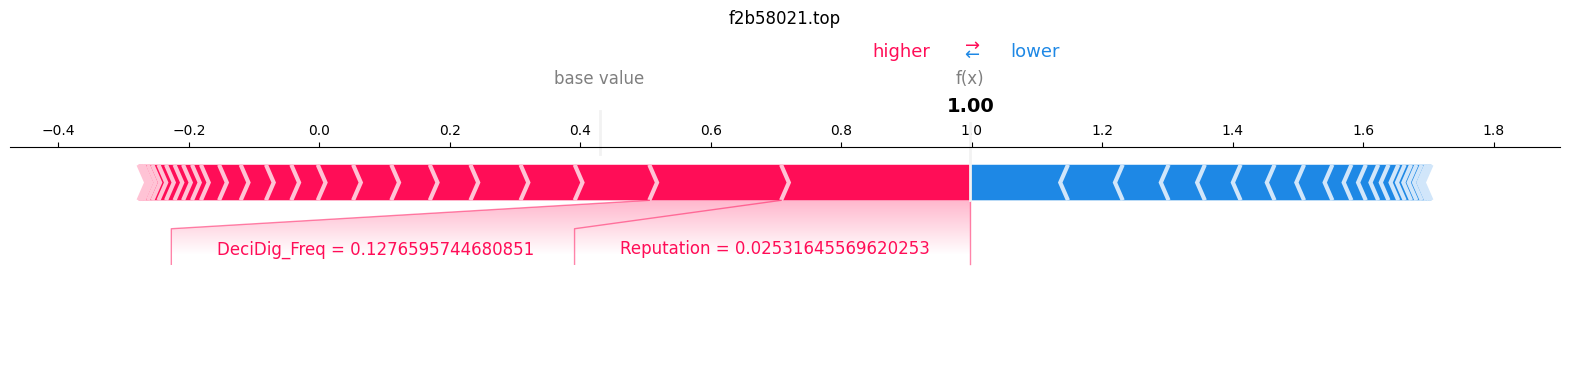 f2b58021.top
higher → ← lower
base value f(x)
1.00
−0.4 −0.2 0.0 0.2 0.4 0.6 0.8 1.0 1.2 1.4 1.6 1.8
DeciDig_Freq = 0.1276595744680851 Reputation = 0.02531645569620253